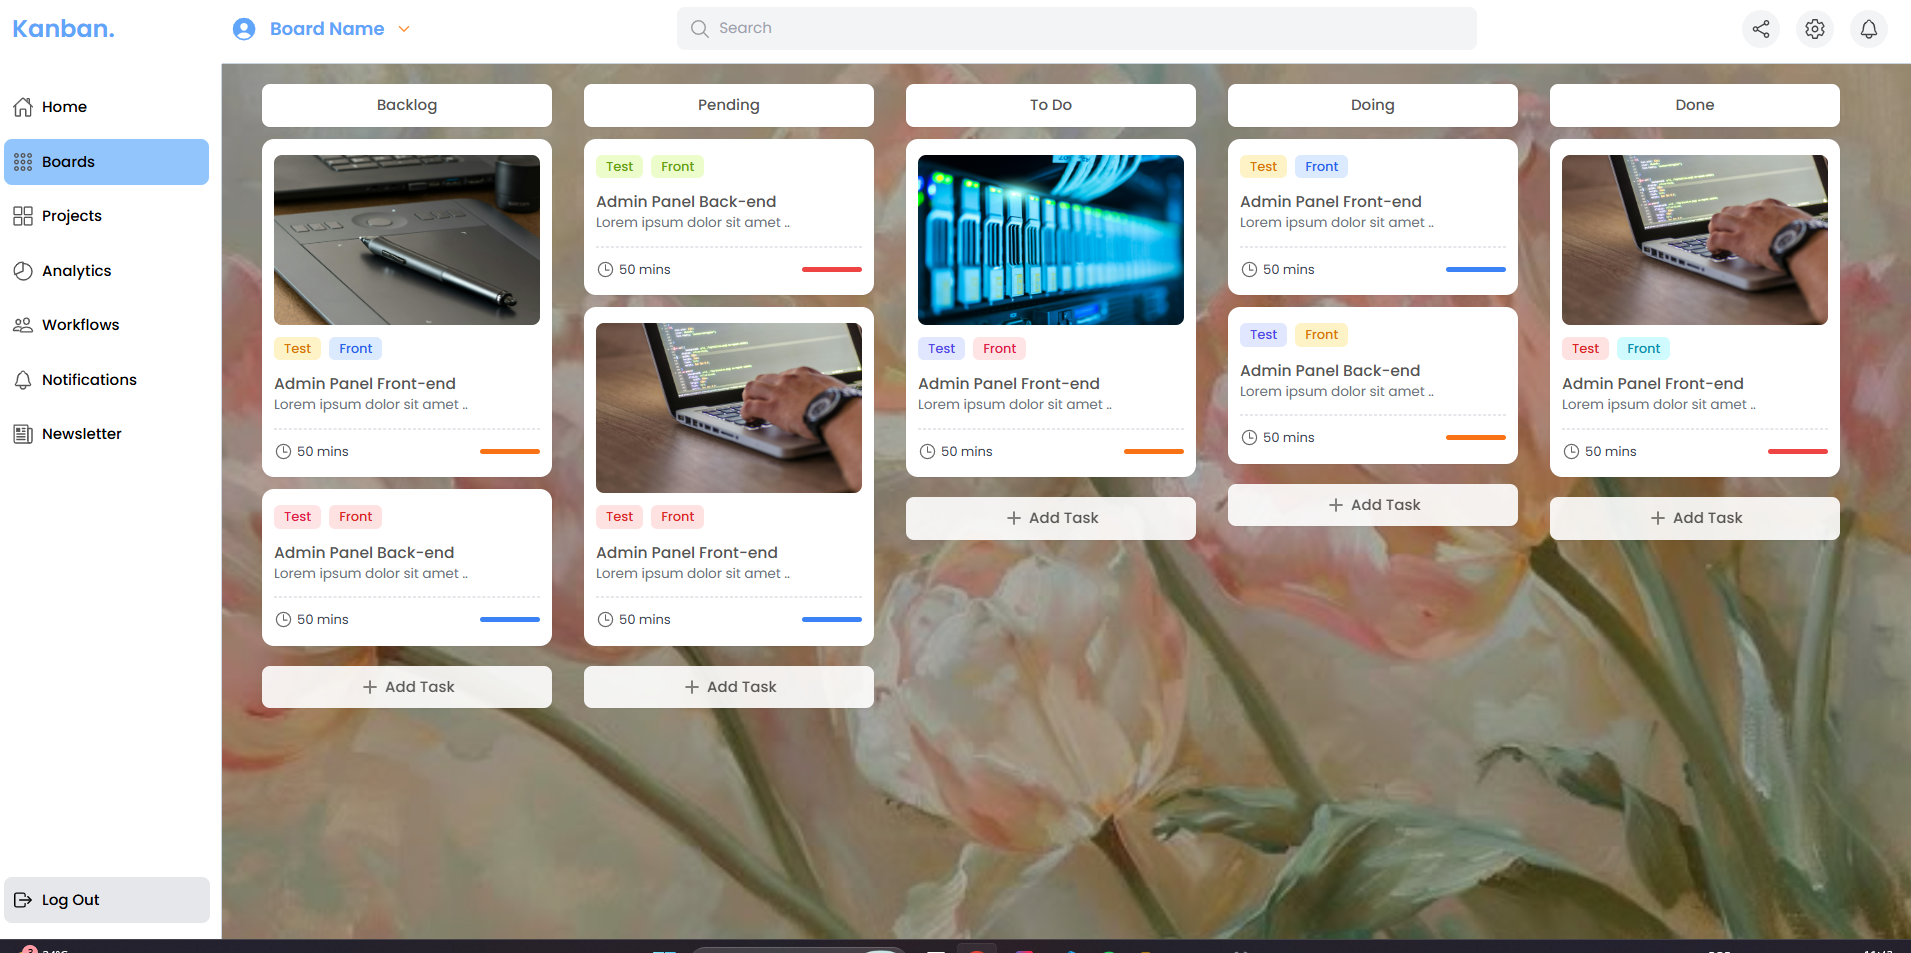 Kanban.
Board Name
Search
Home
Boards
Projects
Analytics
Workflows
Notifications
Newsletter
Log Out
Backlog
Test Front
Admin Panel Front-end
Lorem ipsum dolor sit amet ..
50 mins
Test Front
Admin Panel Back-end
Lorem ipsum dolor sit amet ..
50 mins
+ Add Task
Pending
Test Front
Admin Panel Back-end
Lorem ipsum dolor sit amet ..
50 mins
Test Front
Admin Panel Front-end
Lorem ipsum dolor sit amet ..
50 mins
+ Add Task
To Do
Test Front
Admin Panel Front-end
Lorem ipsum dolor sit amet ..
50 mins
+ Add Task
Doing
Test Front
Admin Panel Front-end
Lorem ipsum dolor sit amet ..
50 mins
Test Front
Admin Panel Back-end
Lorem ipsum dolor sit amet ..
50 mins
+ Add Task
Done
Test Front
Admin Panel Front-end
Lorem ipsum dolor sit amet ..
50 mins
+ Add Task